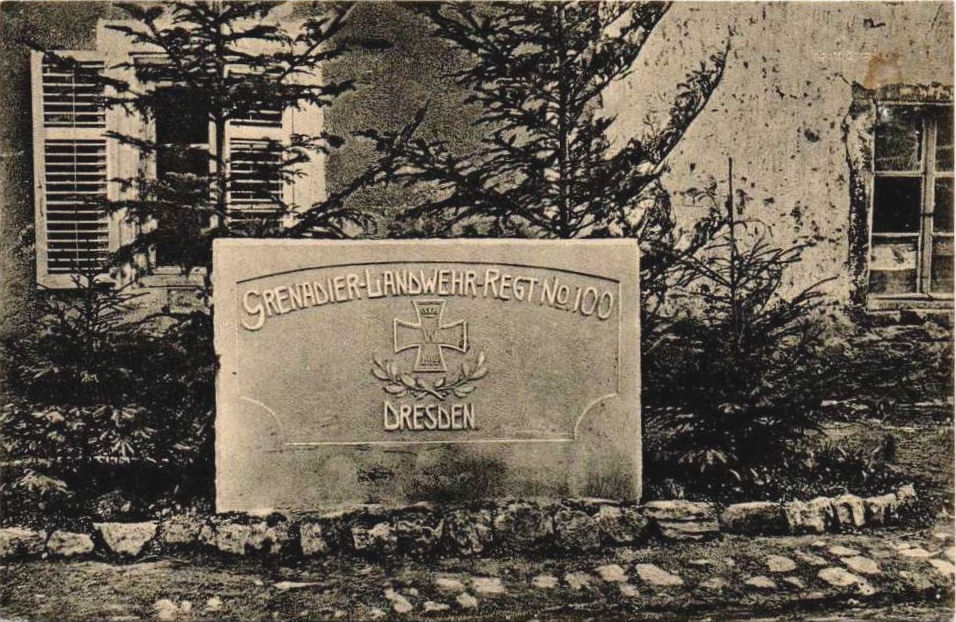 GRENADIER-LANDWEHR-REGT NO. 100
W
DRESDEN.